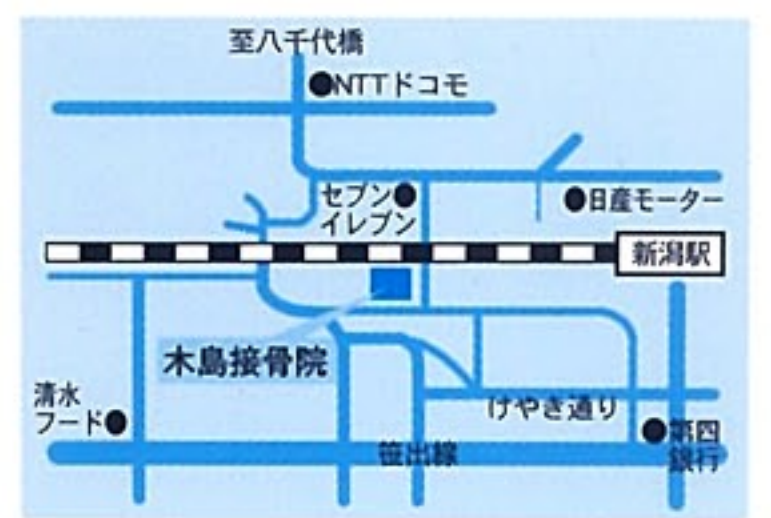 至八千代橋
NTTドコモ
セブン
イレブン
日産モーター
新潟駅
木島接骨院
清水
フード
けやき通り
第四
銀行
笹出線